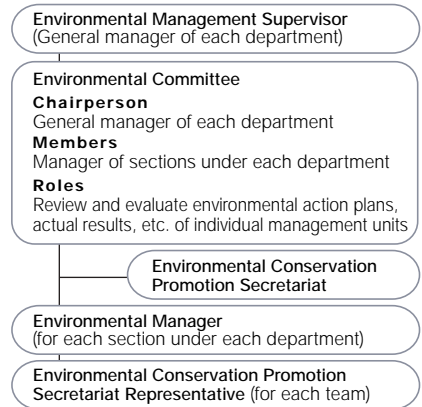 Environmental Management Supervisor
(General manager of each department)
Environmental Committee
Chairperson
General manager of each department
Members
Manager of sections under each department
Roles
Review and evaluate environmental action plans,
actual results, etc. of individual management units
Environmental Conservation
Promotion Secretariat
Environmental Manager
(for each section under each department)
Environmental Conservation Promotion
Secretariat Representative (for each team)